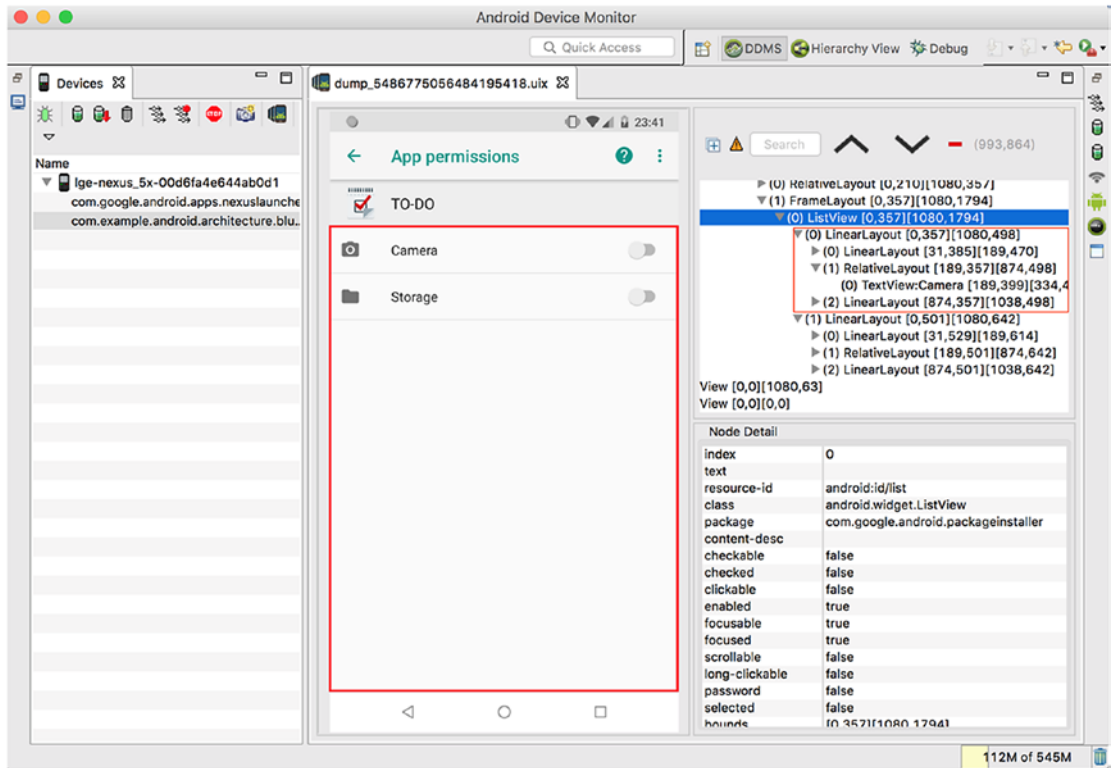 Android Device Monitor
Quick Access
DDMS
Hierarchy View
Debug
Devices
Name
lge-nexus_5x-00d6fa4e644ab0d1
com.google.android.apps.nexuslaunche
com.example.android.architecture.blu..
dump_5486775056484195418.uix
23:41
App permissions
?
TO-DO
Camera
Storage
Search
(993,864)
(0) RelativeLayout [0,210][1080,357]
(1) FrameLayout [0,357][1080,1794]
(0) ListView [0,357][1080,1794]
(0) LinearLayout [0,357][1080,498]
(0) LinearLayout [31,385][189,470]
(1) RelativeLayout [189,357][874,498]
(0) TextView:Camera [189,399][334,4
(2) LinearLayout [874,357][1038,498]
(1) LinearLayout [0,501][1080,642]
(0) LinearLayout [31,529][189,614]
(1) RelativeLayout [189,501][874,642]
(2) LinearLayout [874,501][1038,642]
View [0,0][1080,63]
View [0,0][0,0]
Node Detail
index 0
text
resource-id android:id/list
class android.widget.ListView
package com.google.android.packageinstaller
content-desc
checkable false
checked false
clickable false
enabled true
focusable true
focused true
scrollable false
long-clickable false
password false
selected false
bounds [0,357][1080,1794]
112M of 545M